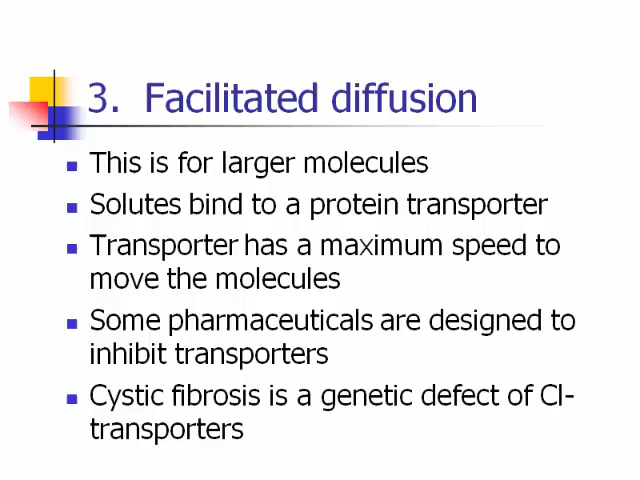 3. Facilitated diffusion
This is for larger molecules
Solutes bind to a protein transporter
Transporter has a maximum speed to
move the molecules
Some pharmaceuticals are designed to
inhibit transporters
Cystic fibrosis is a genetic defect of Cl-
transporters